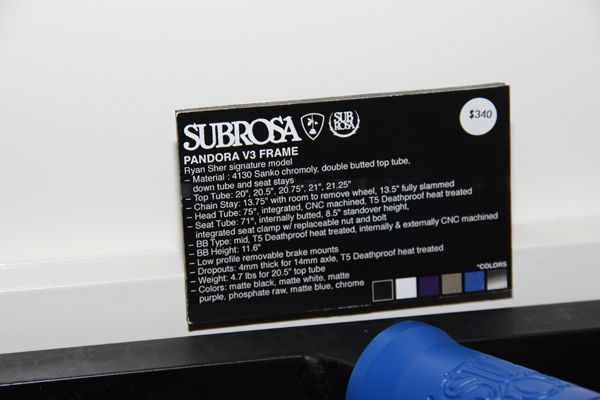 SUBROSA SUB ROSA $340
PANDORA V3 FRAME
Ryan Sher signature model
- Material : 4130 Sanko chromoly, double butted top tube,
down tube and seat stays
- Top Tube: 20", 20.5", 20.75", 21", 21.25"
- Chain Stay: 13.75" with room to remove wheel, 13.5" fully slammed
- Head Tube: 75°, integrated, CNC machined, T5 Deathproof heat treated
- Seat Tube: 71°, internally butted, 8.5" standover height,
integrated seat clamp w/ replaceable nut and bolt
- BB Type: mid, T5 Deathproof heat treated, internally & externally CNC machined
- BB Height: 11.6"
- Low profile removable brake mounts
- Dropouts: 4mm thick for 14mm axle, T5 Deathproof heat treated
- Weight: 4.7 lbs for 20.5" top tube
- Colors: matte black, matte white, matte
purple, phosphate raw, matte blue, chrome
*COLORS